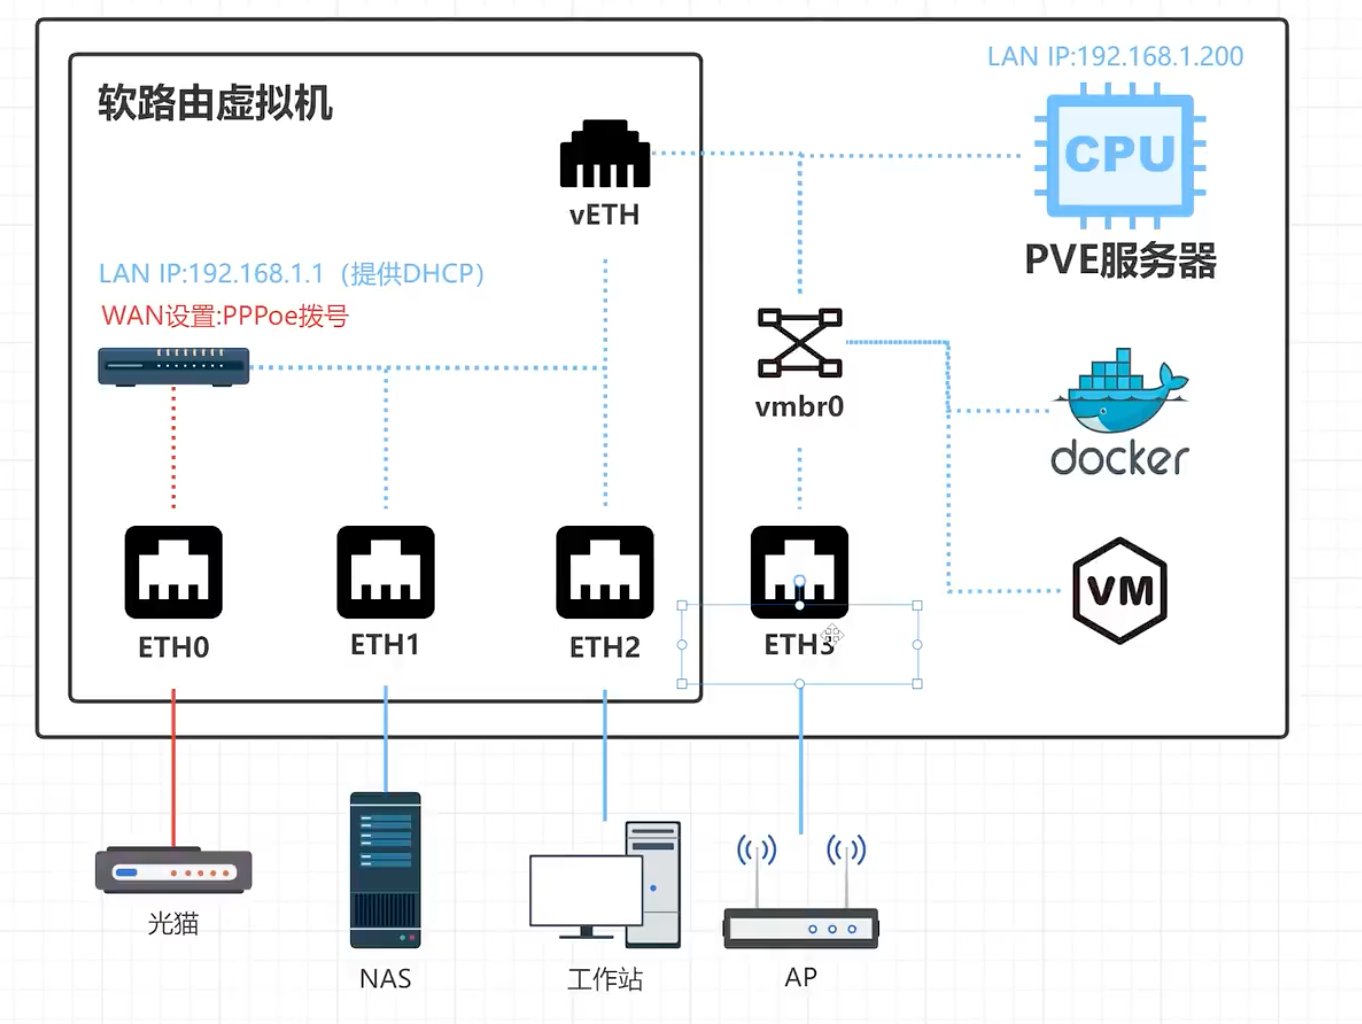 LAN IP:192.168.1.200
软路由虚拟机
CPU
vETH
PVE服务器
LAN IP:192.168.1.1（提供DHCP）
WAN设置:PPPoe拨号
vmbr0
docker
VM
ETH0
ETH1
ETH2
ETH3
光猫
NAS
工作站
AP